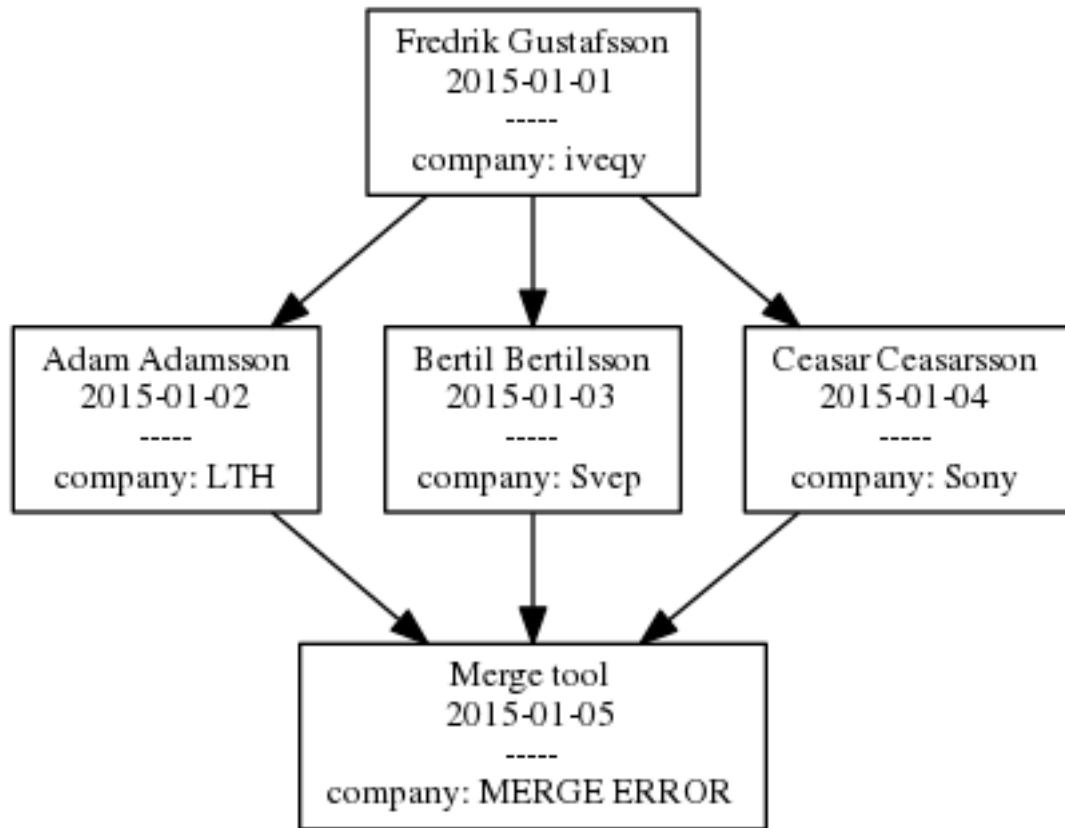 Fredrik Gustafsson
2015-01-01
-----
company: iveqy
Adam Adamsson
2015-01-02
-----
company: LTH
Bertil Bertilsson
2015-01-03
-----
company: Svep
Ceasar Ceasarsson
2015-01-04
-----
company: Sony
Merge tool
2015-01-05
-----
company: MERGE ERROR